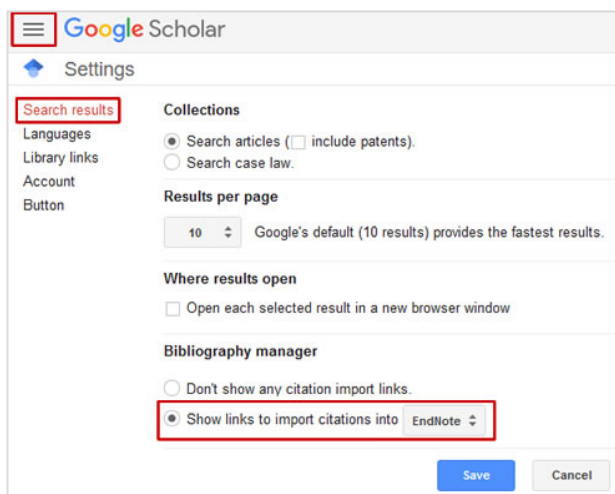 Google Scholar
Settings
Search results
Languages
Library links
Account
Button
Collections
Search articles ( include patents).
Search case law.
Results per page
10 Google's default (10 results) provides the fastest results.
Where results open
Open each selected result in a new browser window
Bibliography manager
Don't show any citation import links.
Show links to import citations into EndNote
Save Cancel